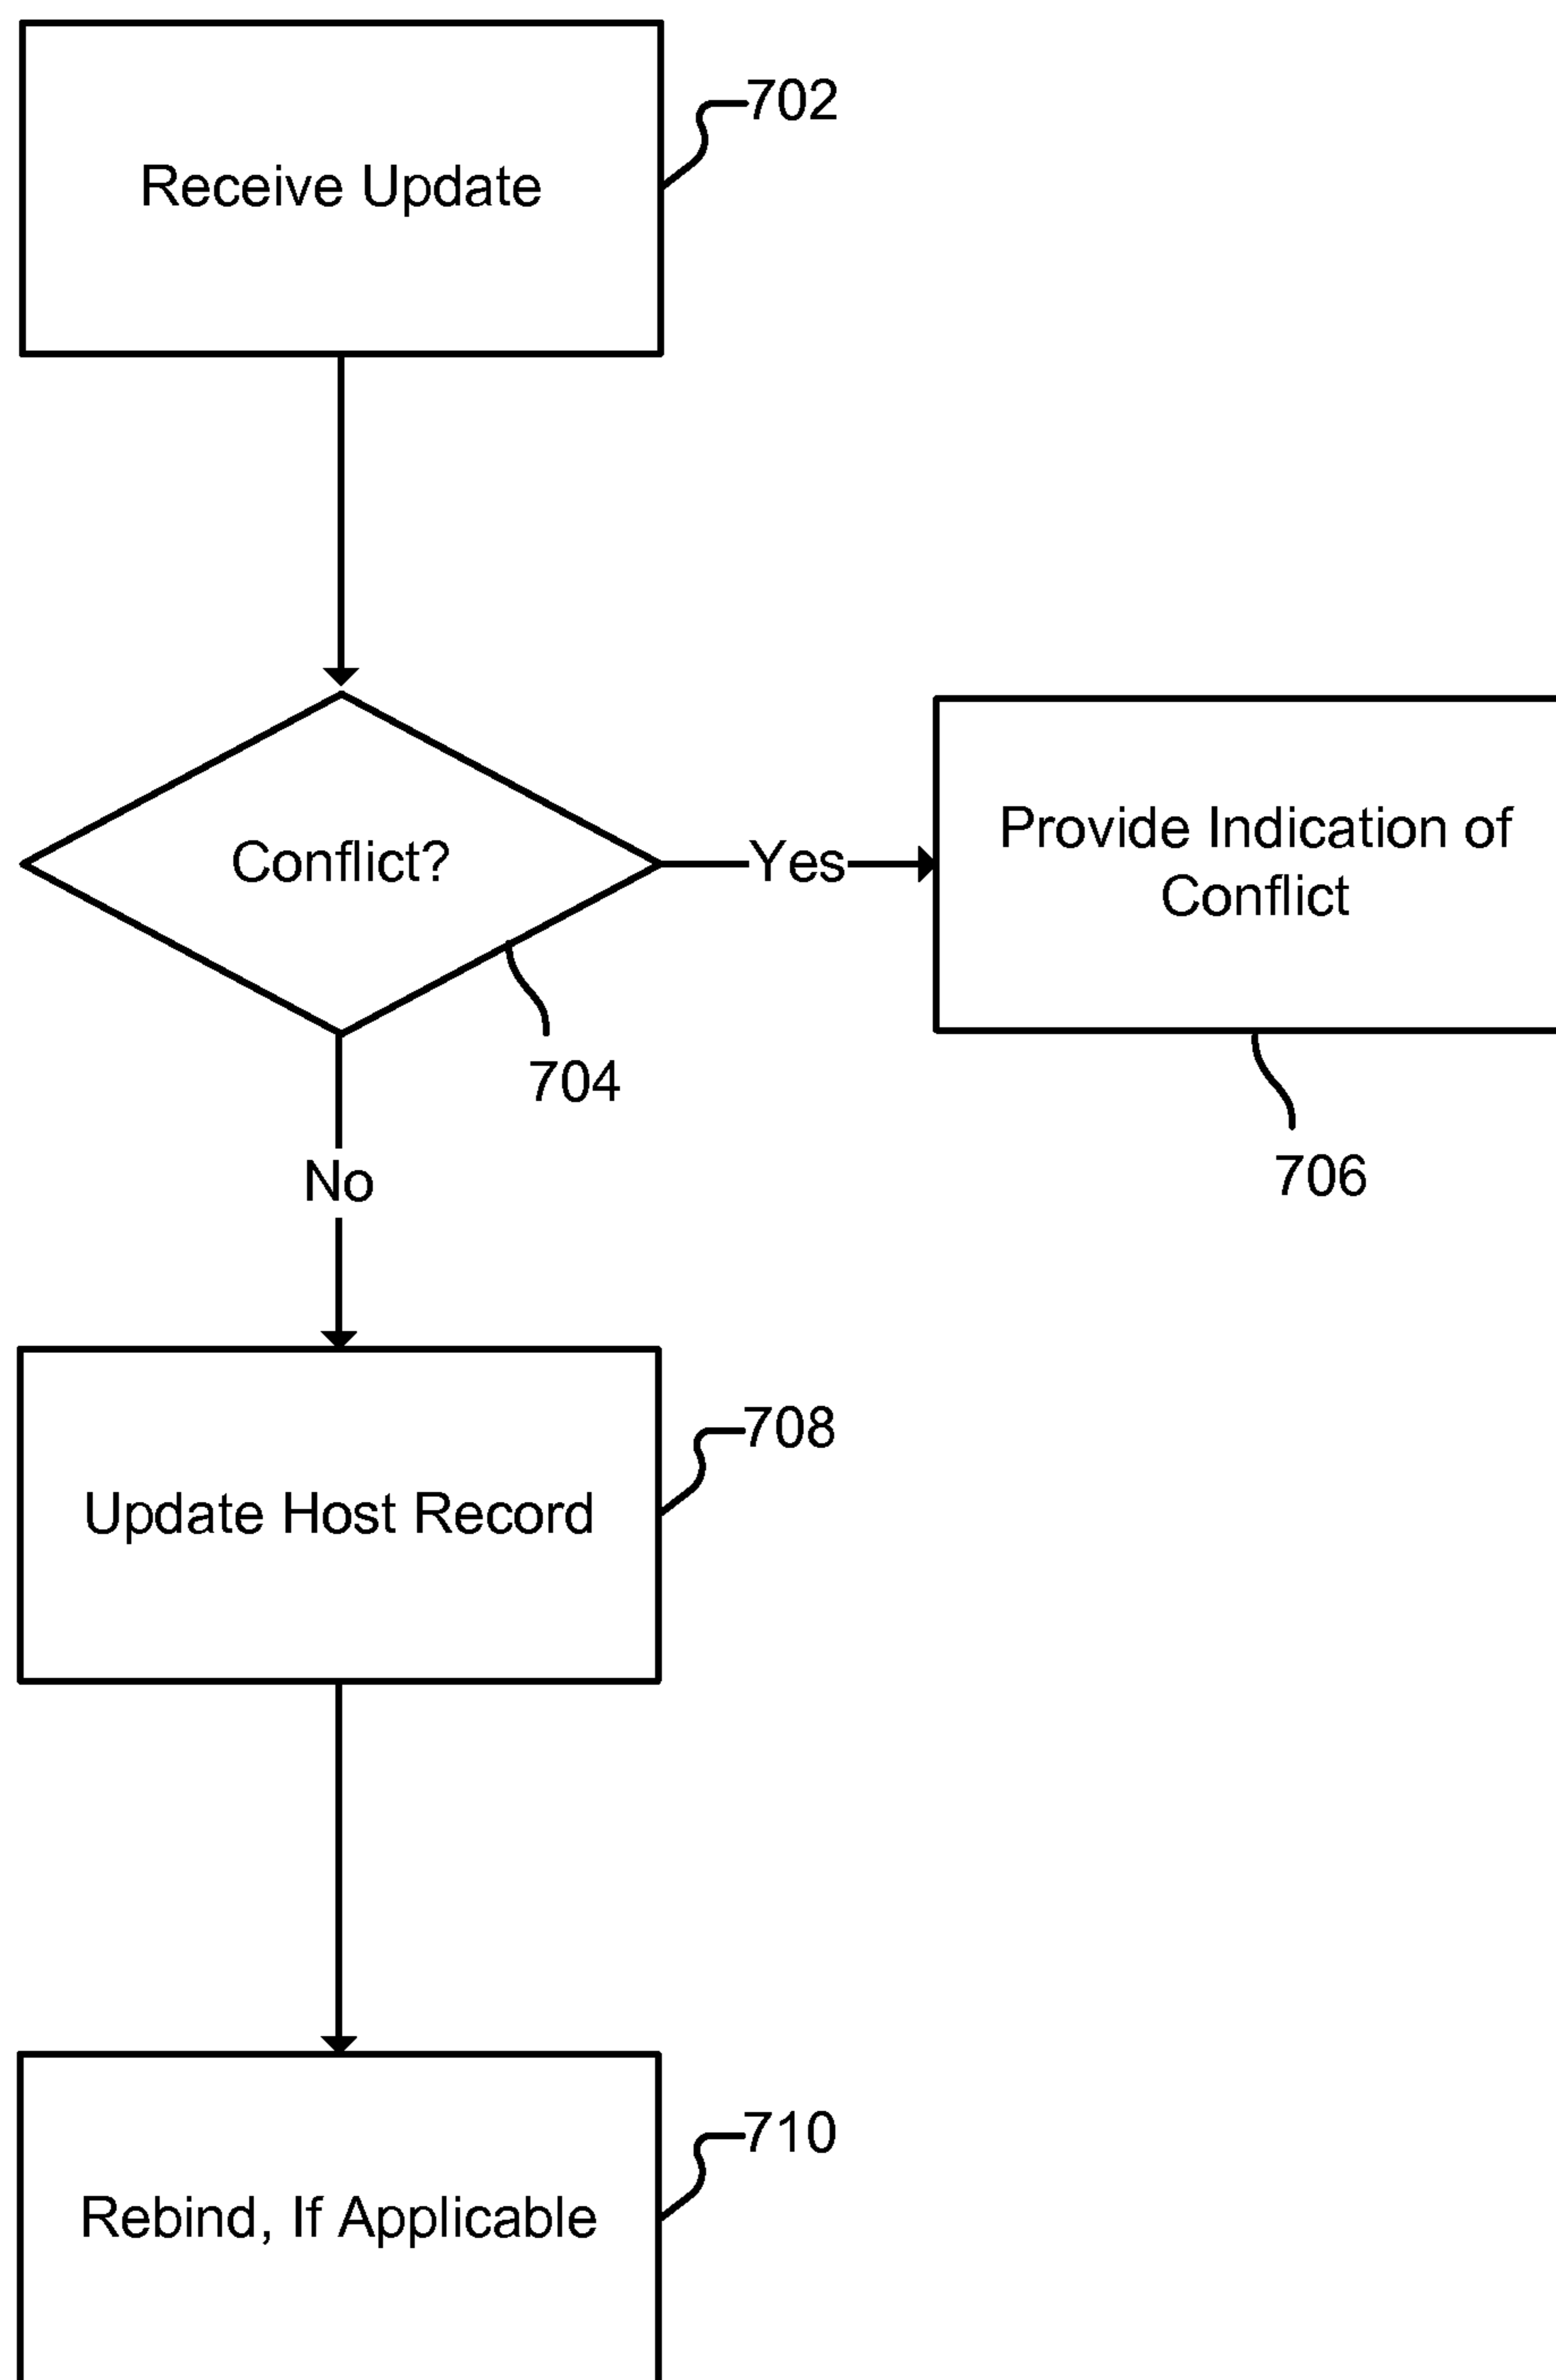 702
Receive Update
Conflict?
Yes
Provide Indication of
Conflict
704
706
No
708
Update Host Record
710
Rebind, If Applicable